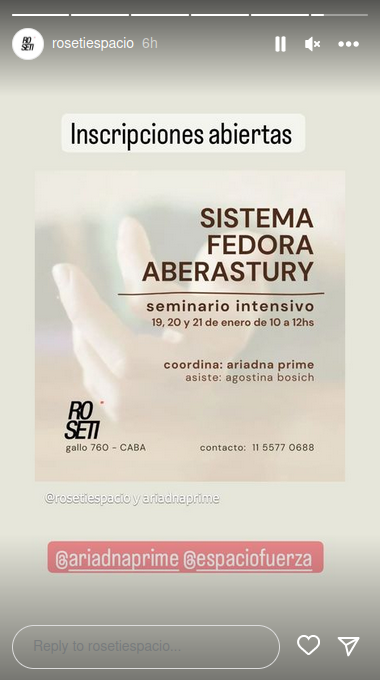 ROSETI
rosetiespacio 6h
Inscripciones abiertas
SISTEMA
FEDORA
ABERASTURY
seminario intensivo
19, 20 y 21 de enero de 10 a 12hs
coordina: ariadna prime
asiste: agostina bosich
RO
SETI
gallo 760 - CABA
contacto: 11 5577 0688
@rosetiespacio y ariadnaprime
@ariadnaprime @espaciofuerza
Reply to rosetiespacio...